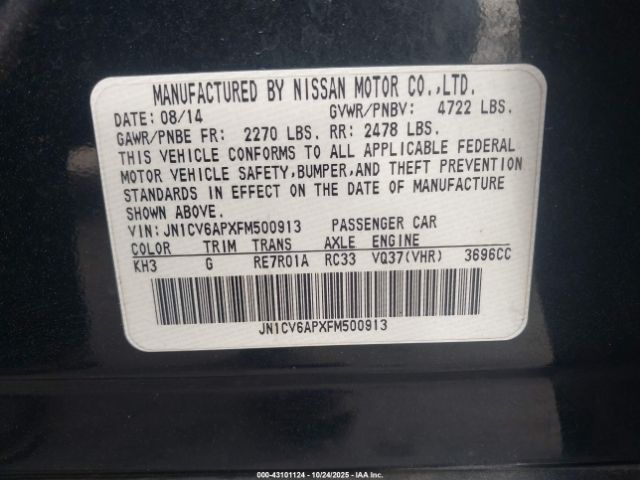 MANUFACTURED BY NISSAN MOTOR CO.,LTD.
DATE: 08/14 GVWR/PNBV: 4722 LBS.
GAWR/PNBE FR: 2270 LBS. RR: 2478 LBS.
THIS VEHICLE CONFORMS TO ALL APPLICABLE FEDERAL
MOTOR VEHICLE SAFETY,BUMPER,AND THEFT PREVENTION
STANDARDS IN EFFECT ON THE DATE OF MANUFACTURE
SHOWN ABOVE.
VIN:JN1CV6APXFM500913 PASSENGER CAR
COLOR TRIM TRANS AXLE ENGINE
KH3 G RE7R01A RC33 VQ37(VHR) 3696CC
JN1CV6APXFM500913
000-43101124 - 10/24/2025 - IAA Inc.